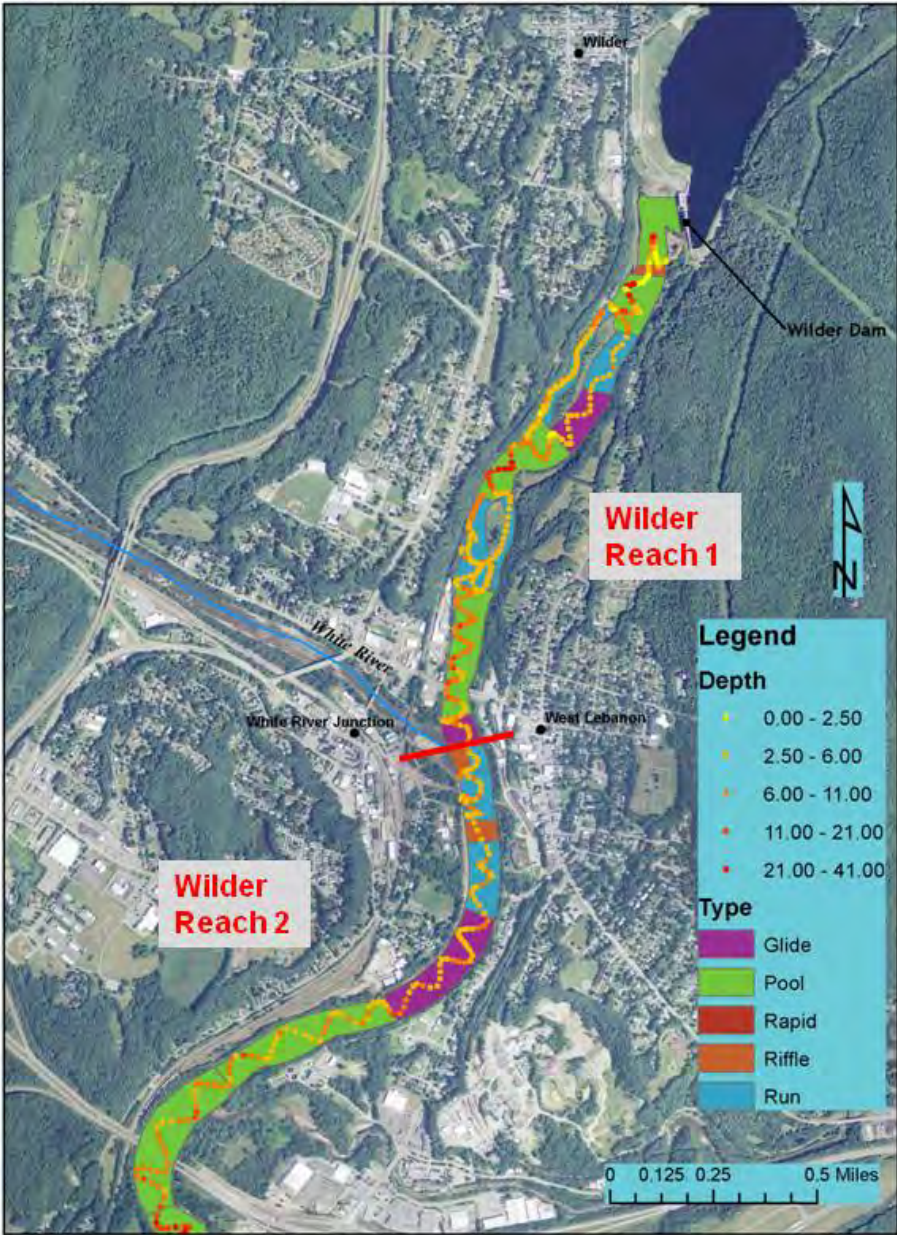 Wilder
Wilder Dam
Wilder
Reach 1
N
White River
White River Junction
West Lebanon
Wilder
Reach 2
Legend
Depth
0.00 - 2.50
2.50 - 6.00
6.00 - 11.00
11.00 - 21.00
21.00 - 41.00
Type
Glide
Pool
Rapid
Riffle
Run
0 0.125 0.25 0.5 Miles